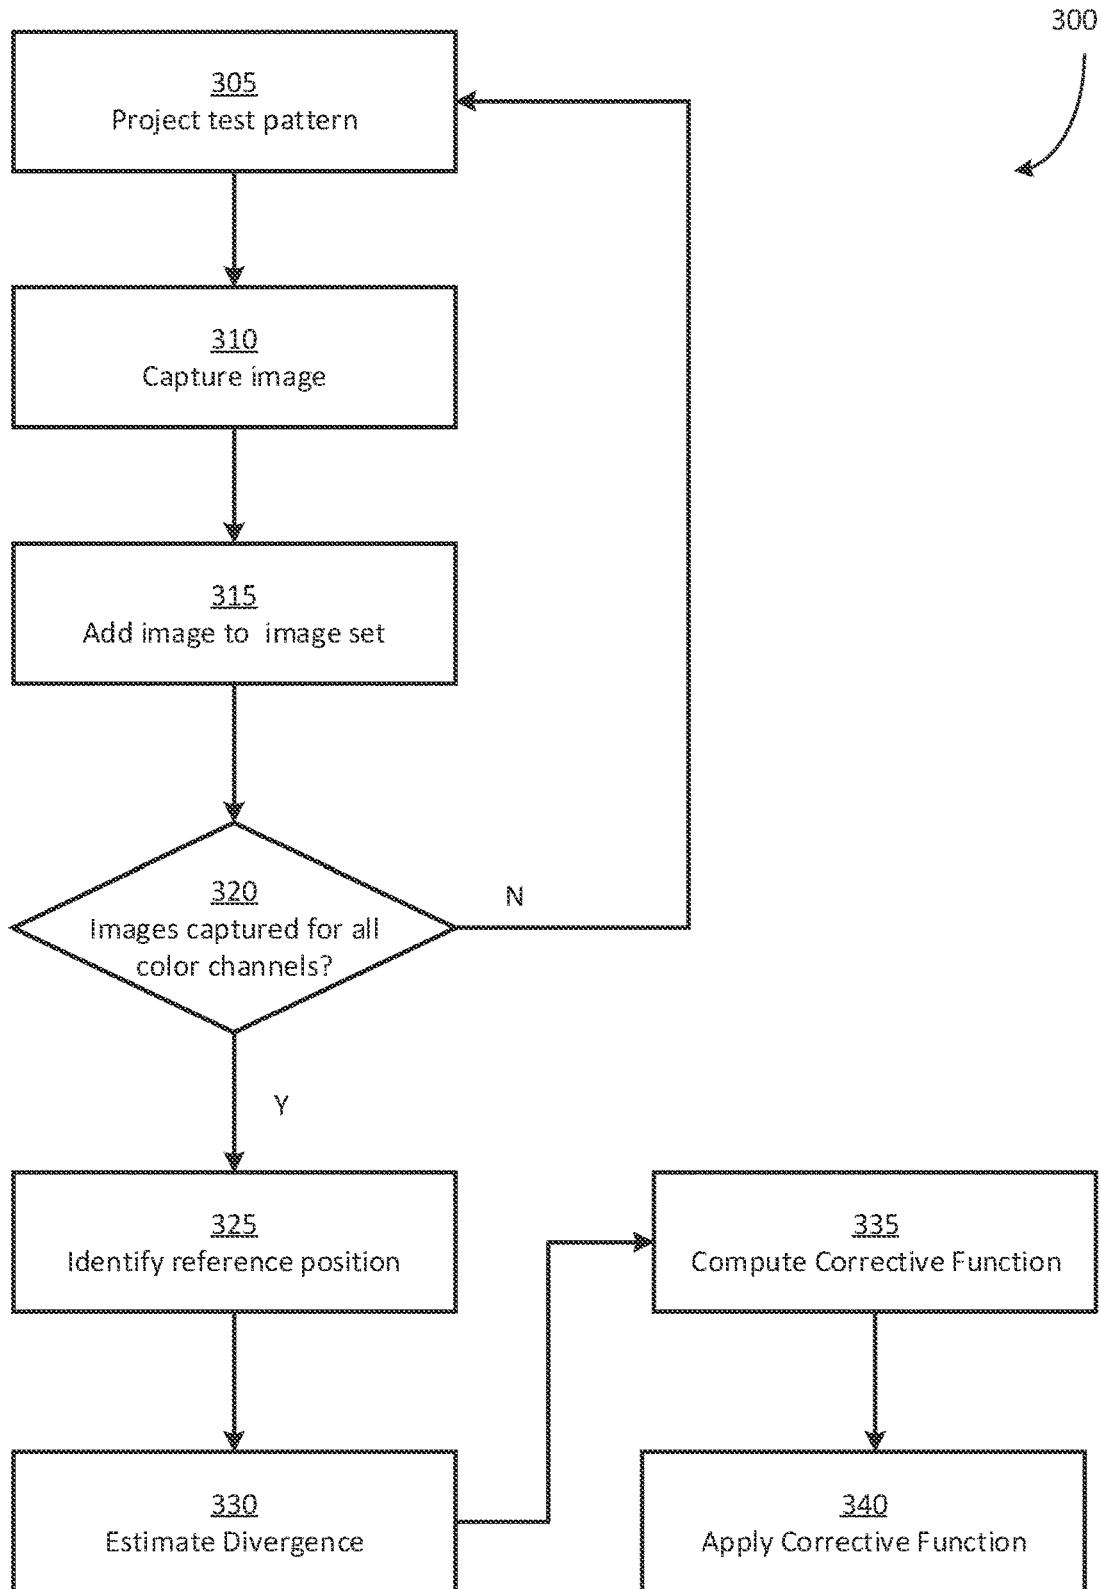 300
305
Project test pattern
310
Capture image
315
Add image to image set
320
Images captured for all
color channels?
N
Y
325
Identify reference position
330
Estimate Divergence
335
Compute Corrective Function
340
Apply Corrective Function